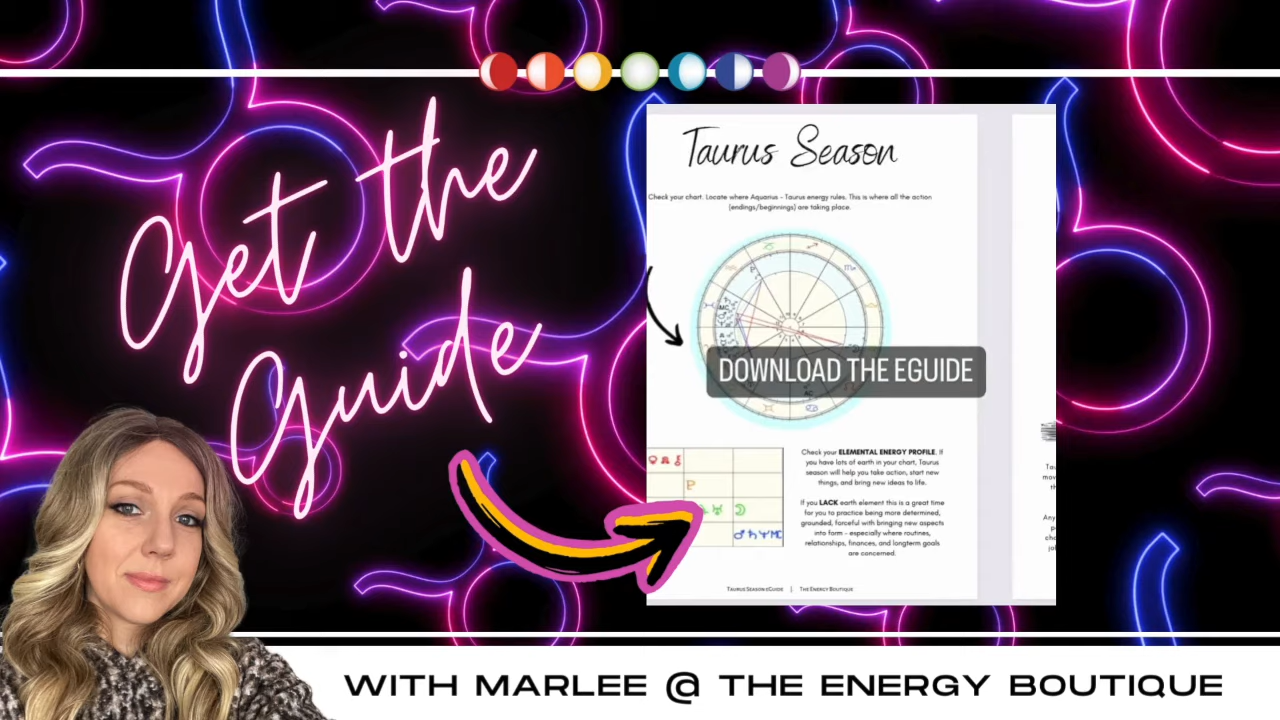 Get the
Guide
Taurus Season
Check your chart. Locate where Aquarius - Taurus energy rules. This is where all the action
(endings/beginnings) are taking place.
DOWNLOAD THE EGUIDE
Check your ELEMENTAL ENERGY PROFILE. If
you have lots of earth in your chart, Taurus
season will help you take action, start new
things, and bring new ideas to life.
If you LACK earth element this is a great time
for you to practice being more determined,
grounded, forceful with bringing new aspects
into form - especially where routines,
relationships, finances, and longterm goals
are concerned.
TAURUS SEASON EGUIDE | THE ENERGY BOUTIQUE
WITH MARLEE @ THE ENERGY BOUTIQUE